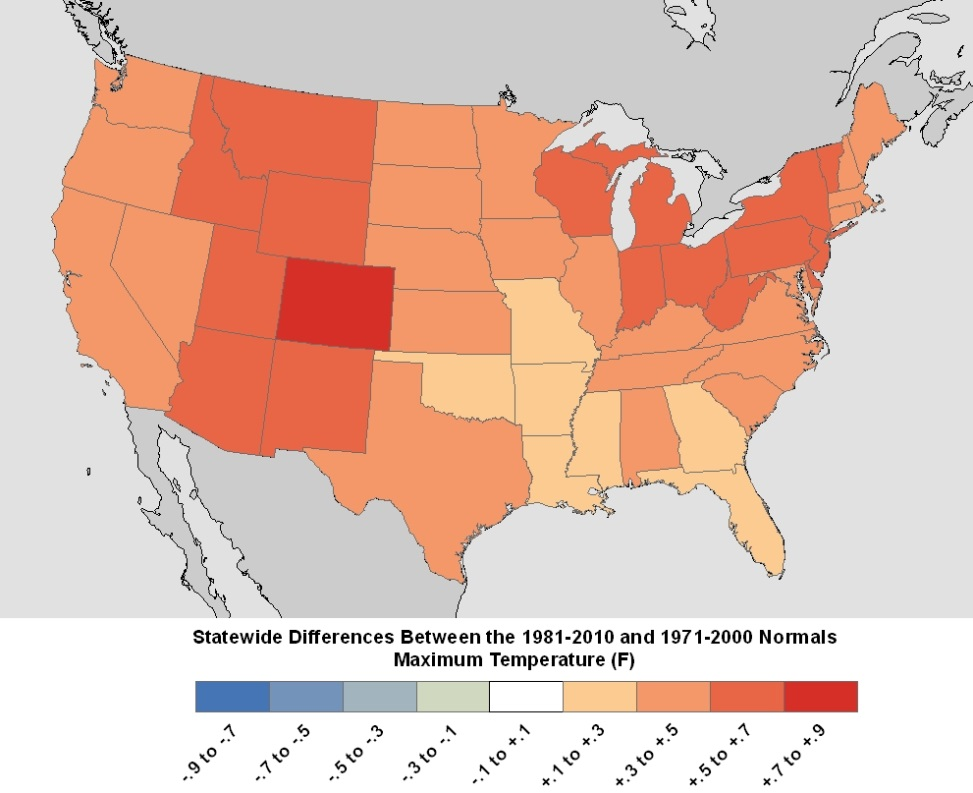 Statewide Differences Between the 1981-2010 and 1971-2000 Normals
Maximum Temperature (F)
-.9 to -.7
-.7 to -.5
-.5 to -.3
-.3 to -.1
-.1 to +.1
+.1 to +.3
+.3 to +.5
+.5 to +.7
+.7 to +.9